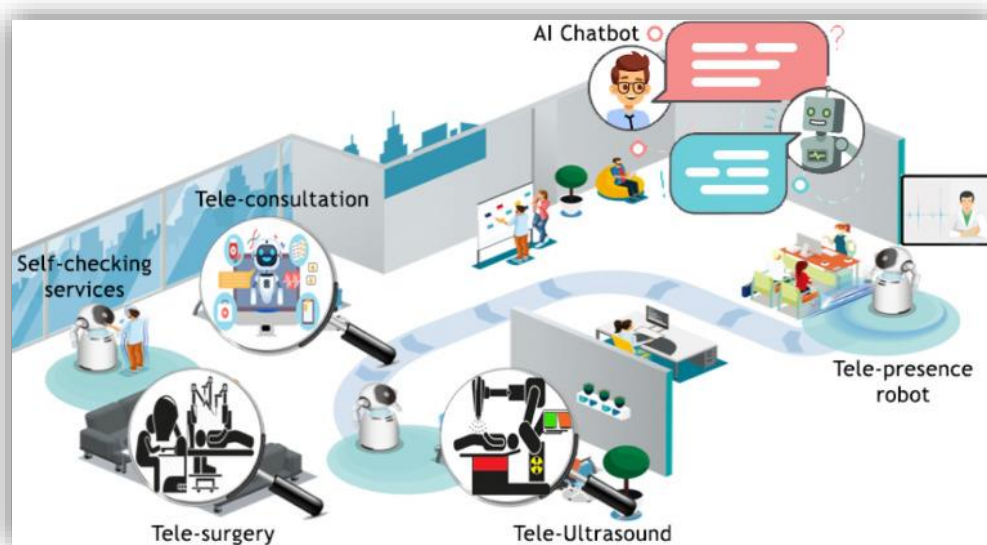 AI Chatbot
?
Tele-consultation
Self-checking
services
Tele-presence
robot
Tele-surgery
Tele-Ultrasound